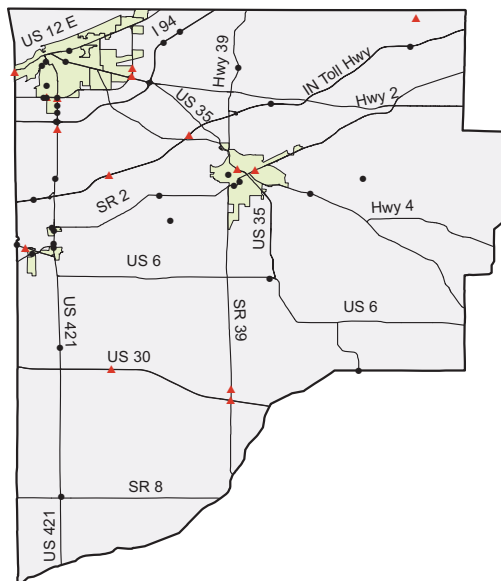 US 12 E
I 94
Hwy 39
IN Toll Hwy
US 35
Hwy 2
SR 2
US 35
Hwy 4
US 6
US 421
SR 39
US 6
US 30
SR 8
US 421